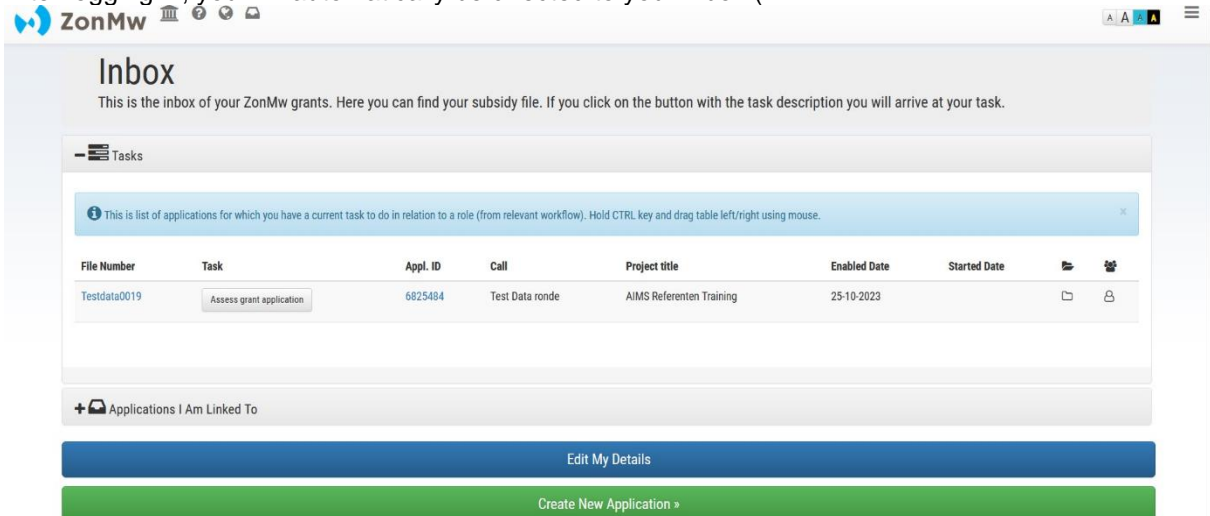 ZonMw
A A A A
Inbox
This is the inbox of your ZonMw grants. Here you can find your subsidy file. If you click on the button with the task description you will arrive at your task.
Tasks
This is list of applications for which you have a current task to do in relation to a role (from relevant workflow). Hold CTRL key and drag table left/right using mouse. ×
File Number Task Appl. ID Call Project title Enabled Date Started Date
Testdata0019 Assess grant application 6825484 Test Data ronde AIMS Referenten Training 25-10-2023
Applications I Am Linked To
Edit My Details
Create New Application »